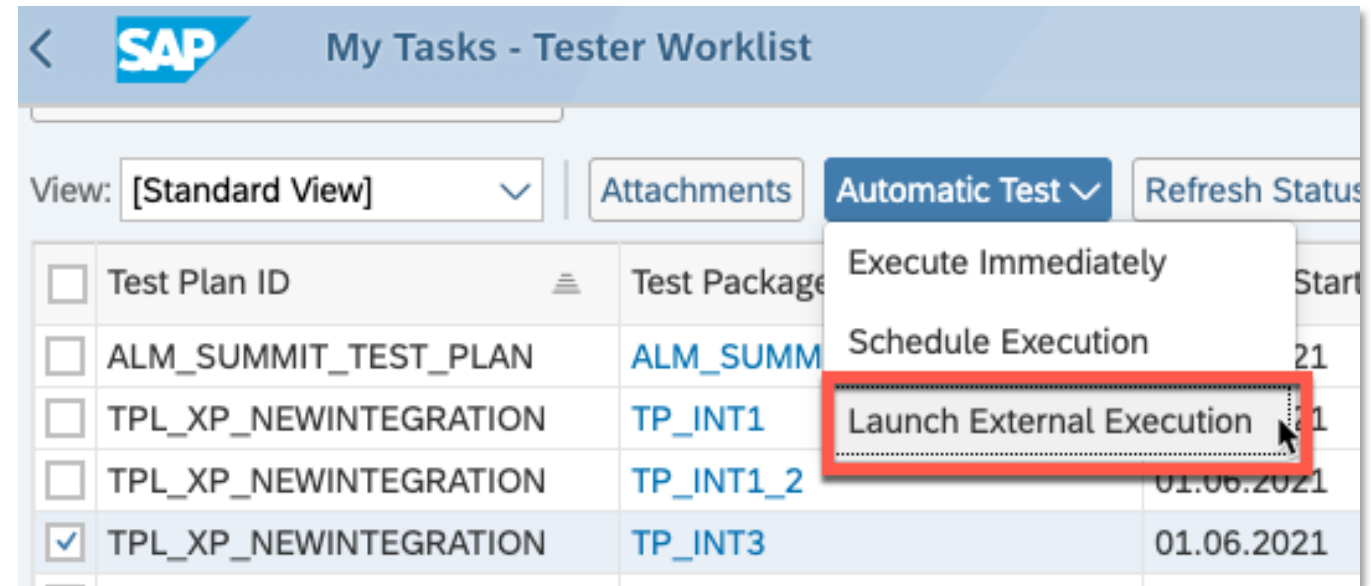 SAP My Tasks - Tester Worklist
View: [Standard View] Attachments Automatic Test Refresh Status
Test Plan ID Test Package Start
Execute Immediately
Schedule Execution
Launch External Execution
ALM_SUMMIT_TEST_PLAN ALM_SUMM 21
TPL_XP_NEWINTEGRATION TP_INT1 21
TPL_XP_NEWINTEGRATION TP_INT1_2 01.06.2021
TPL_XP_NEWINTEGRATION TP_INT3 01.06.2021